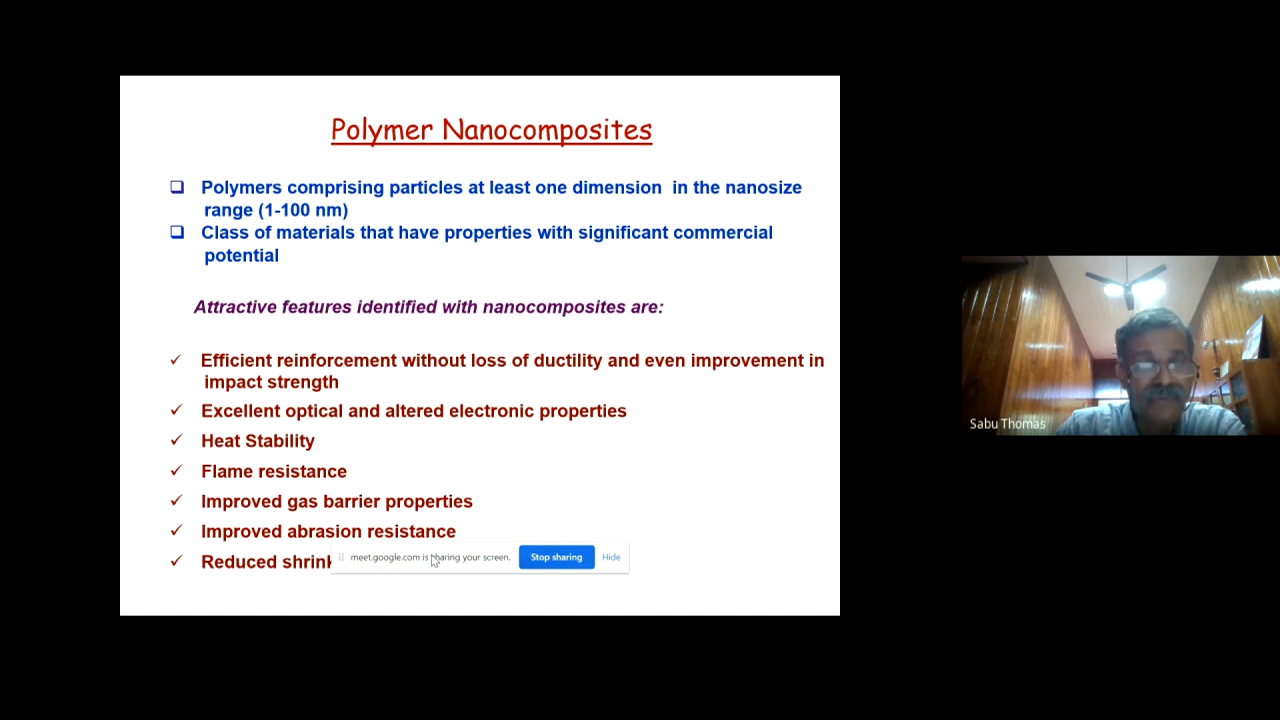 Polymer Nanocomposites
❑ Polymers comprising particles at least one dimension in the nanosize
range (1-100 nm)
❑ Class of materials that have properties with significant commercial
potential
Attractive features identified with nanocomposites are:
✓ Efficient reinforcement without loss of ductility and even improvement in
impact strength
✓ Excellent optical and altered electronic properties
✓ Heat Stability
✓ Flame resistance
✓ Improved gas barrier properties
✓ Improved abrasion resistance
✓ Reduced
meet.google.com is sharing your screen. Stop sharing Hide
Sabu Thomas